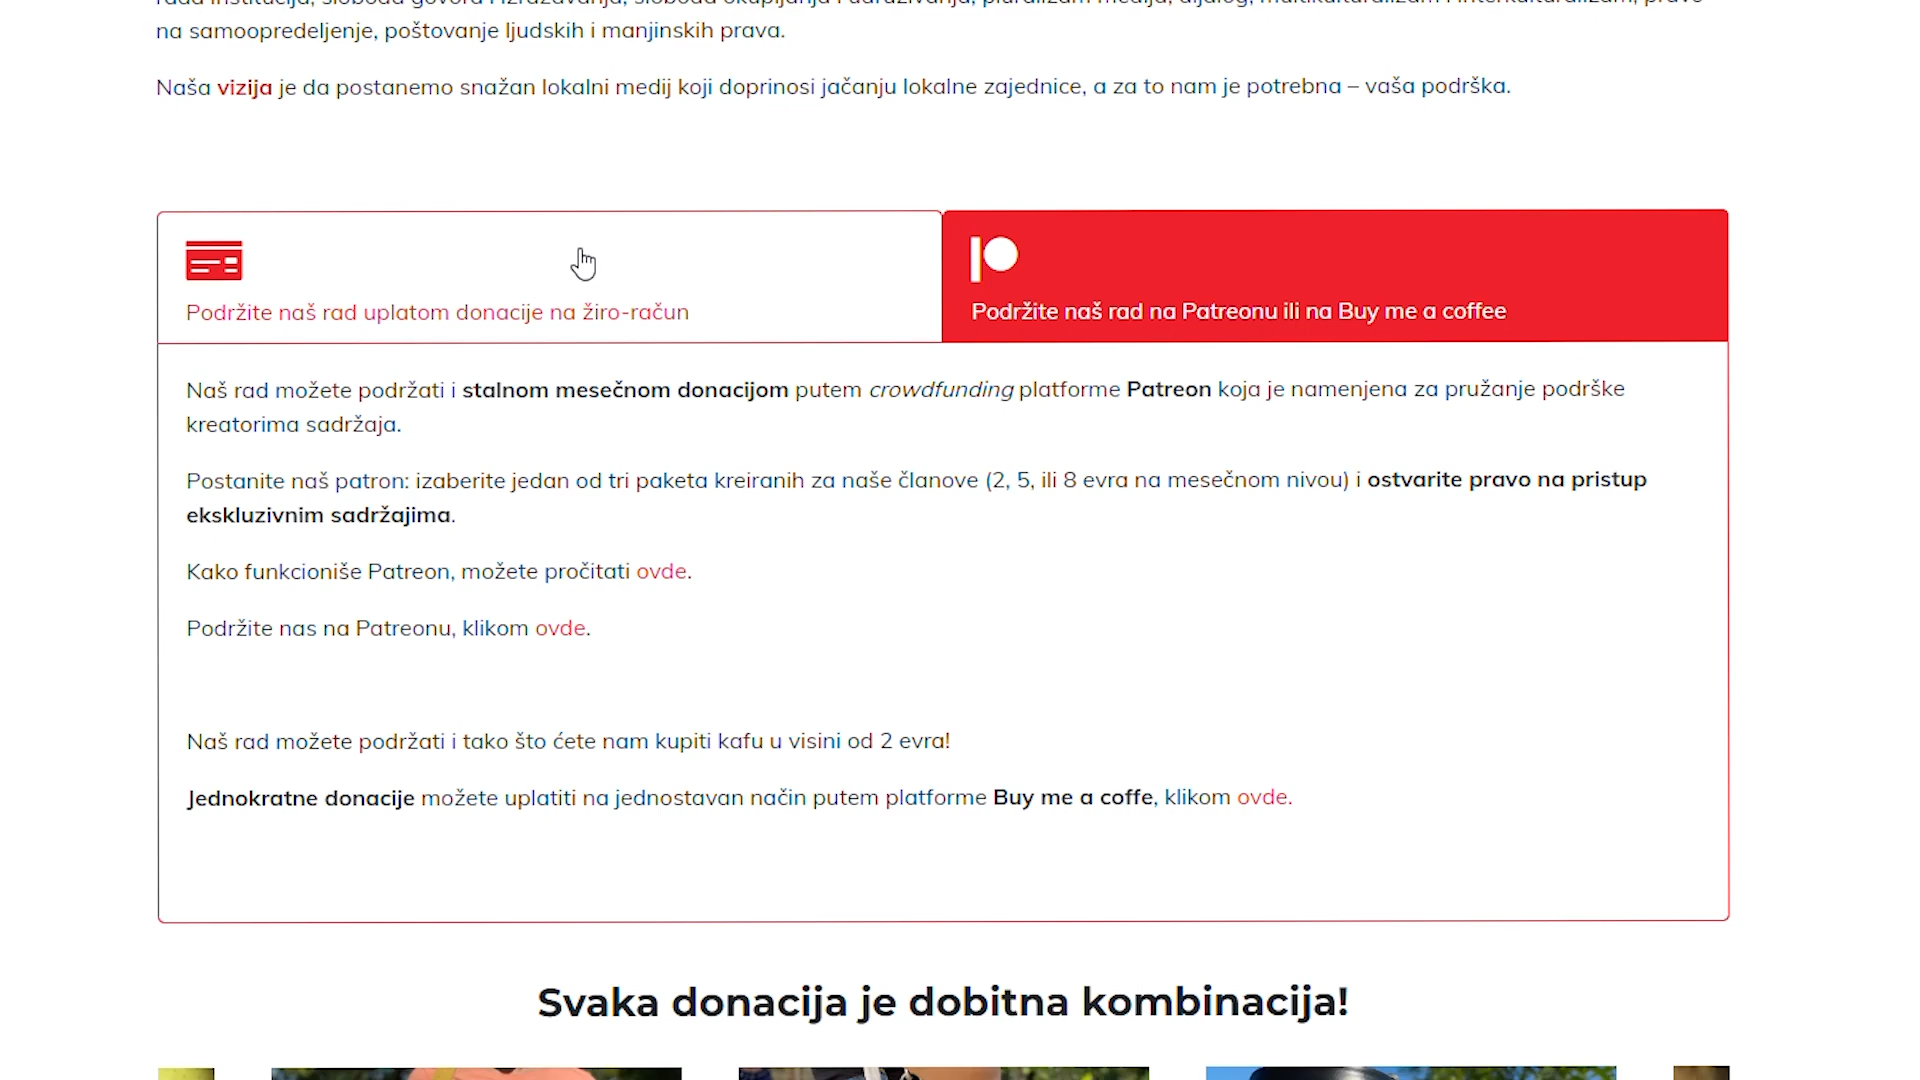 na samoopredeljenje, poštovanje ljudskih i manjinskih prava.
Naša vizija je da postanemo snažan lokalni medij koji doprinosi jačanju lokalne zajednice, a za to nam je potrebna – vaša podrška.
Podržite naš rad uplatom donacije na žiro-račun
Podržite naš rad na Patreonu ili na Buy me a coffee
Naš rad možete podržati i stalnom mesečnom donacijom putem crowdfunding platforme Patreon koja je namenjena za pružanje podrške
kreatorima sadržaja.
Postanite naš patron: izaberite jedan od tri paketa kreiranih za naše članove (2, 5, ili 8 evra na mesečnom nivou) i ostvarite pravo na pristup
ekskluzivnim sadržajima.
Kako funkcioniše Patreon, možete pročitati ovde.
Podržite nas na Patreonu, klikom ovde.
Naš rad možete podržati i tako što ćete nam kupiti kafu u visini od 2 evra!
Jednokratne donacije možete uplatiti na jednostavan način putem platforme Buy me a coffe, klikom ovde.
Svaka donacija je dobitna kombinacija!